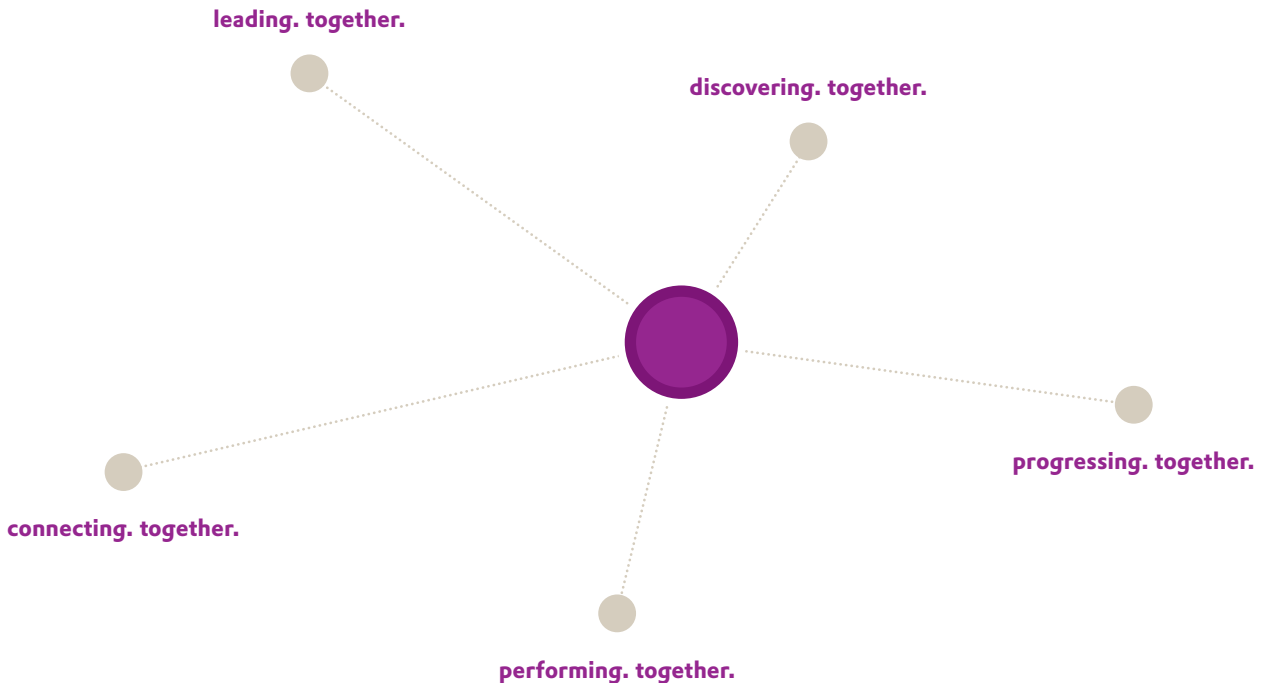 leading. together.
discovering. together.
progressing. together.
connecting. together.
performing. together.